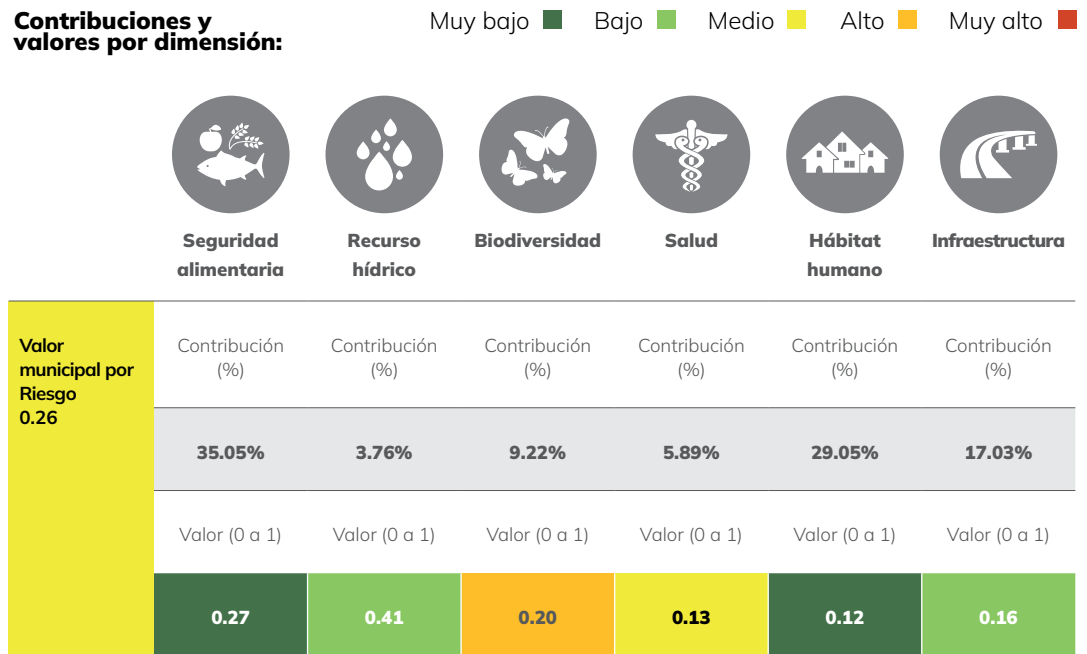 Contribuciones y
valores por dimensión:
Muy bajo Bajo Medio Alto Muy alto
Seguridad
alimentaria
Recurso
hídrico
Biodiversidad
Salud
Hábitat
humano
Infraestructura
Valor
municipal por
Riesgo
0.26
Contribución
(%)
Contribución
(%)
Contribución
(%)
Contribución
(%)
Contribución
(%)
Contribución
(%)
35.05% 3.76% 9.22% 5.89% 29.05% 17.03%
Valor (0 a 1) Valor (0 a 1) Valor (0 a 1) Valor (0 a 1) Valor (0 a 1) Valor (0 a 1)
0.27 0.41 0.20 0.13 0.12 0.16